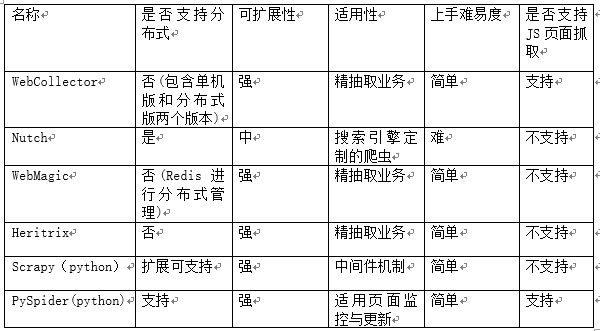 名称 是否支持分布式 可扩展性 适用性 上手难易度 是否支持JS页面抓取
WebCollector 否(包含单机版和分布式版两个版本) 强 精抽取业务 简单 支持
Nutch 是 中 搜索引擎定制的爬虫 难 不支持
WebMagic 否(Redis 进行分布式管理) 强 精抽取业务 简单 不支持
Heritrix 否 强 精抽取业务 简单 不支持
Scrapy（python） 扩展可支持 强 中间件机制 简单 不支持
PySpider(python) 支持 强 适用页面监控与更新 简单 支持